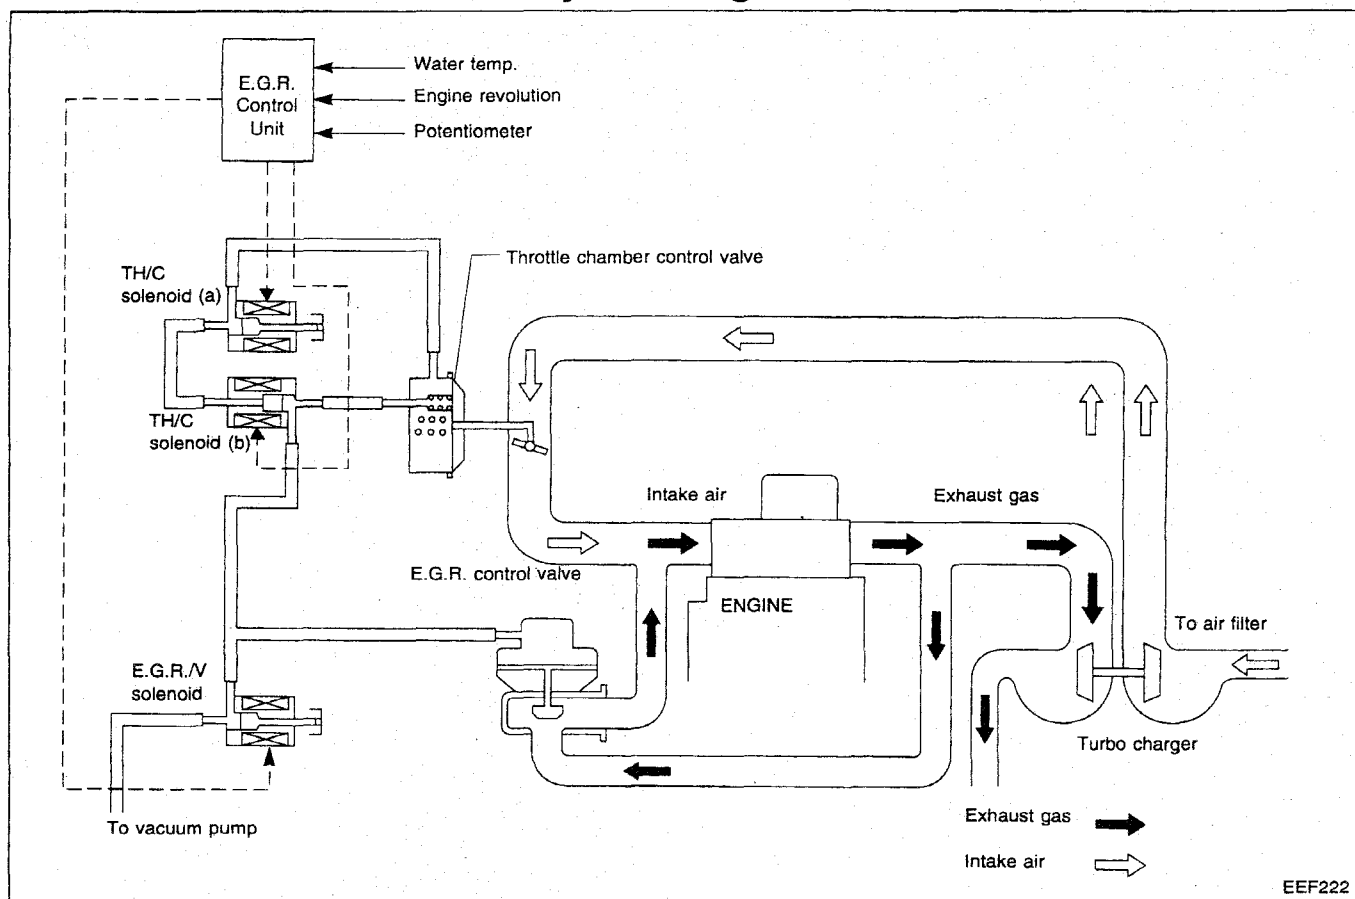 E.G.R.
Control
Unit
Water temp.
Engine revolution
Potentiometer
Throttle chamber control valve
TH/C
solenoid (a)
TH/C
solenoid (b)
Intake air
Exhaust gas
E.G.R. control valve
ENGINE
To air filter
E.G.R./V
solenoid
Turbo charger
To vacuum pump
Exhaust gas
Intake air
EEF222